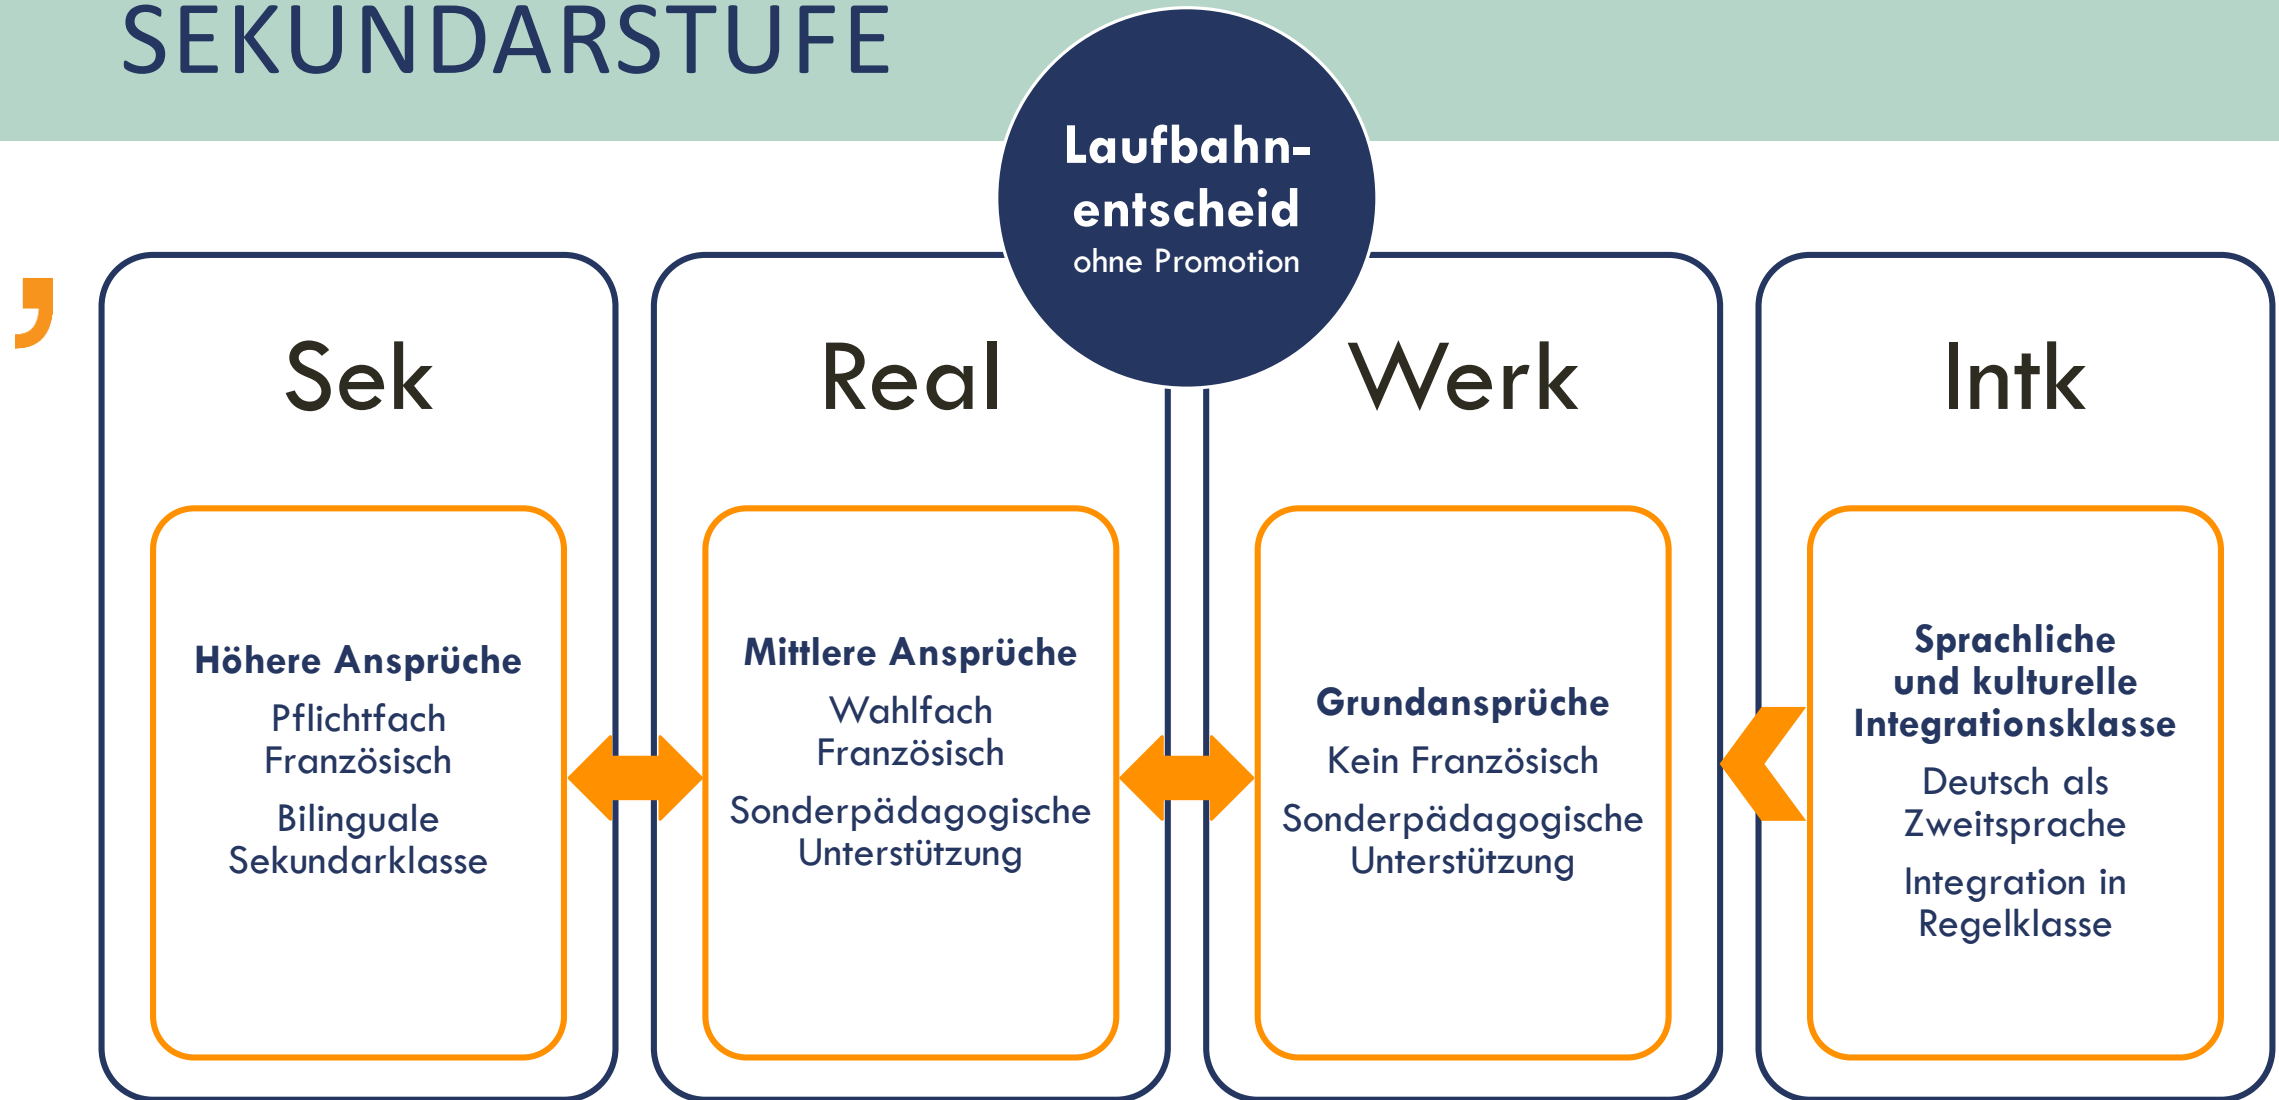 SEKUNDARSTUFE
Laufbahn-
entscheid
ohne Promotion
Sek
Höhere Ansprüche
Pflichtfach
Französisch
Bilinguale
Sekundarklasse
Real
Mittlere Ansprüche
Wahlfach
Französisch
Sonderpädagogische
Unterstützung
Werk
Grundansprüche
Kein Französisch
Sonderpädagogische
Unterstützung
Intk
Sprachliche
und kulturelle
Integrationsklasse
Deutsch als
Zweitsprache
Integration in
Regelklasse